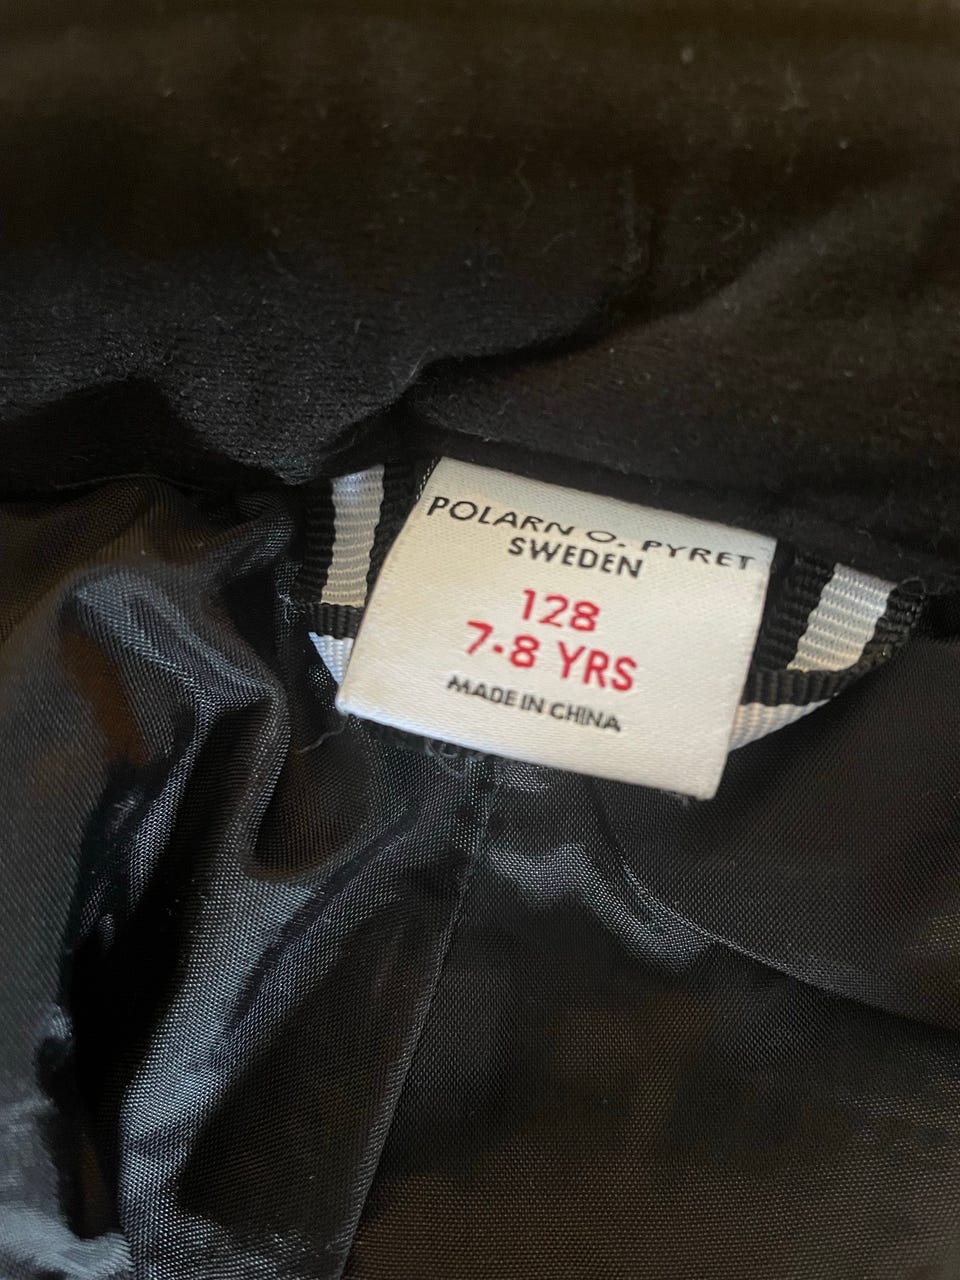 POLARN O. PYRET
SWEDEN
128
7-8 YRS
MADE IN CHINA